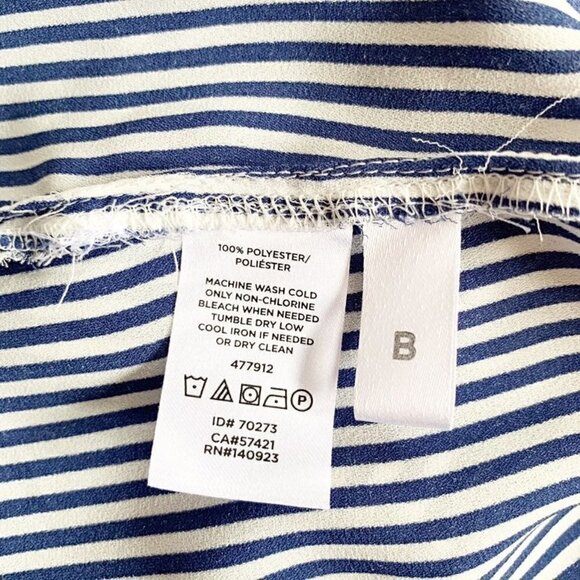 100% POLYESTER/
POLIÉSTER
MACHINE WASH COLD
ONLY NON-CHLORINE
BLEACH WHEN NEEDED
TUMBLE DRY LOW
COOL IRON IF NEEDED
OR DRY CLEAN
477912
P
ID# 70273
CA#57421
RN#140923
B